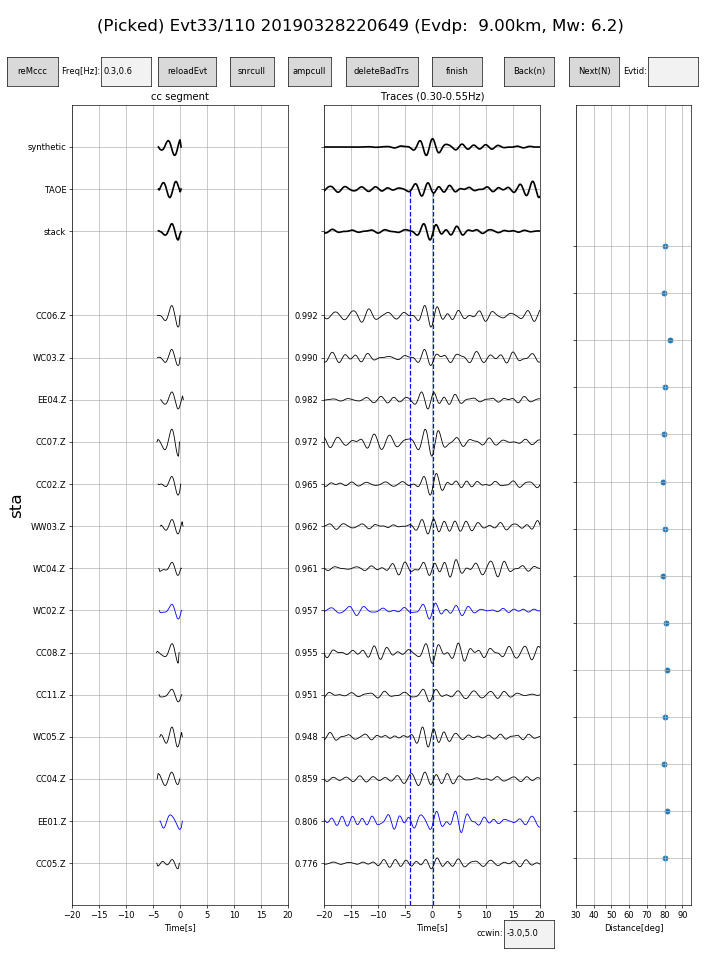 (Picked) Evt33/110 20190328220649 (Evdp:  9.00km, Mw: 6.2)
reMccc Freq[Hz]: 0.3,0.6 reloadEvt snrcull ampcull deleteBadTrs finish Back(n) Next(N) Evtid:
cc segment Traces (0.30-0.55Hz)
synthetic
TAOE
stack
CC06.Z 0.992
WC03.Z 0.990
EE04.Z 0.982
CC07.Z 0.972
CC02.Z 0.965
sta
WW03.Z 0.962
WC04.Z 0.961
WC02.Z 0.957
CC08.Z 0.955
CC11.Z 0.951
WC05.Z 0.948
CC04.Z 0.859
EE01.Z 0.806
CC05.Z 0.776
−20 −15 −10 −5 0 5 10 15 20 −20 −15 −10 −5 0 5 10 15 20 30 40 50 60 70 80 90
Time[s] Time[s] Distance[deg]
ccwin: -3.0,5.0